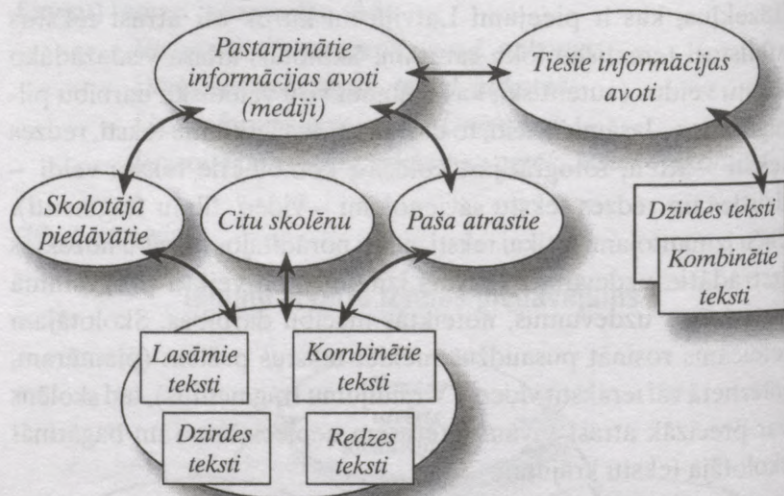 Pastarpinātie
informācijas avoti
(mediji)
Tiešie informācijas
avoti
Skolotāja
piedāvātie
Citu skolēnu
Paša atrastie
Dzirdes teksti
Kombinētie
teksti
Lasāmie
teksti
Kombinētie
teksti
Dzirdes
teksti
Redzes
teksti